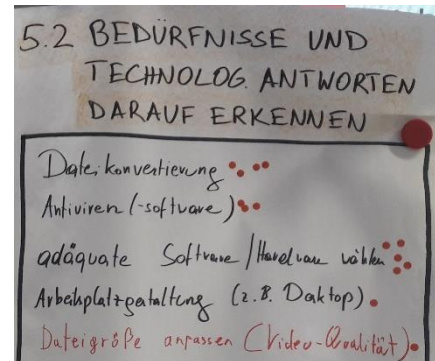 5.2 BEDÜRFNISSE UND
TECHNOLOG. ANTWORTEN
DARAUF ERKENNEN
Dateikonvertierung
Antiviren (-software)
adäquate Software/Hardware wählen
Arbeitsplatzgestaltung (z.B. Daktop)
Dateigröße anpassen (Video-Qualität)